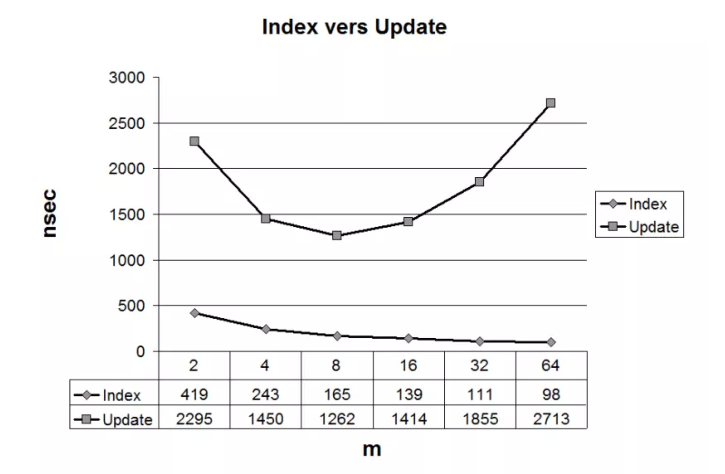 Index vers Update
3000
2500
2000
1500
1000
500
0
nsec
Index
Update
2 4 8 16 32 64
Index 419 243 165 139 111 98
Update 2295 1450 1262 1414 1855 2713
m